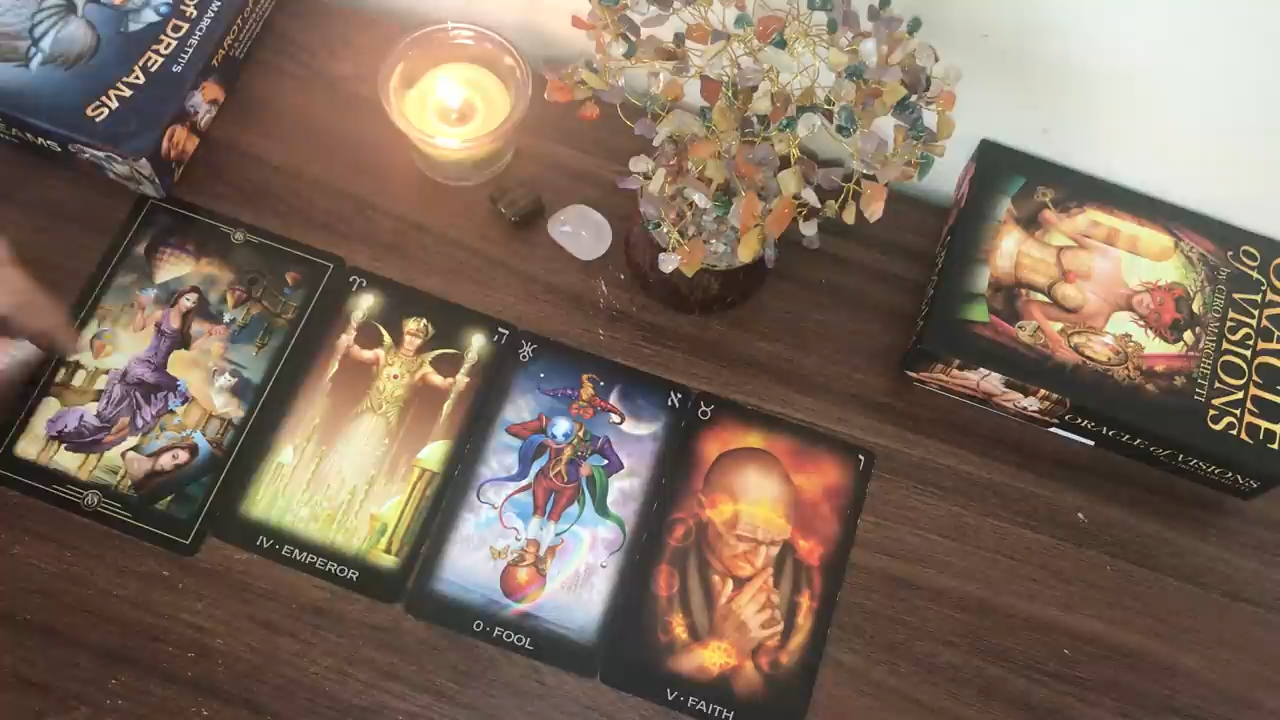 of DREAMS
MARCHETTI'S
TAROT OF
EAMS
ORACLE
of VISIONS
by CIRO MARCHETTI
ORACLE OF VISIONS
♈ ה
IV · EMPEROR
א
0 · FOOL
♉ ו
V · FAITH